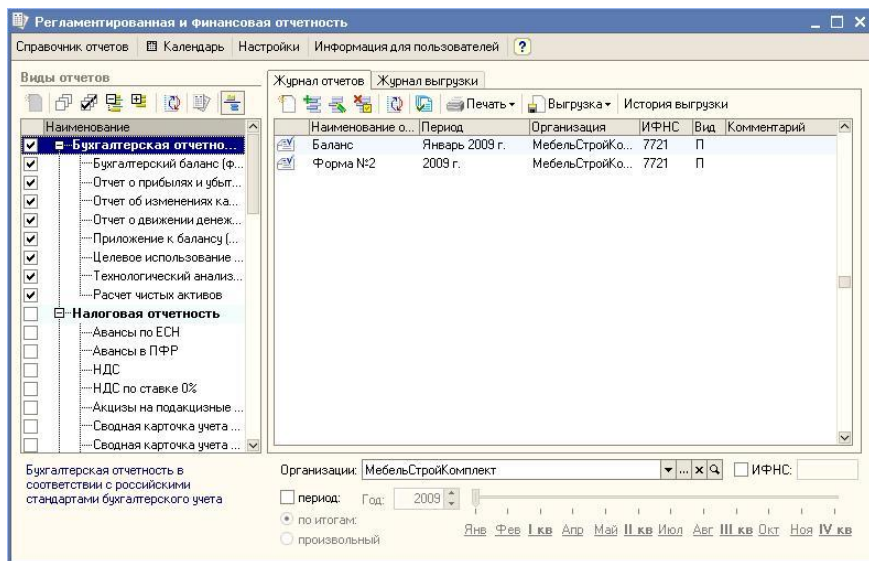 Регламентированная и финансовая отчетность
Справочник отчетов Календарь Настройки Информация для пользователей ?
Виды отчетов
Наименование
Бухгалтерская отчетно...
Бухгалтерский баланс (ф...
Отчет о прибылях и убыт...
Отчет об изменениях ка...
Отчет о движении денеж...
Приложение к балансу (...
Целевое использование ...
Технологический анализ...
Расчет чистых активов
Налоговая отчетность
Авансы по ЕСН
Авансы в ПФР
НДС
НДС по ставке 0%
Акцизы на подакцизные ...
Сводная карточка учета ...
Сводная карточка учета ...
Бухгалтерская отчетность в
соответствии с российскими
стандартами бухгалтерского учета
Журнал отчетов Журнал выгрузки
Печать Выгрузка История выгрузки
Наименование о... Период Организация ИФНС Вид Комментарий
Баланс Январь 2009 г. МебельСтройКо... 7721 П
Форма №2 2009 г. МебельСтройКо... 7721 П
Организации: МебельСтройКомплект ... ИФНС:
период: Год: 2009
по итогам:
произвольный
Янв Фев I кв Апр Май II кв Июл Авг III кв Окт Ноя IV кв